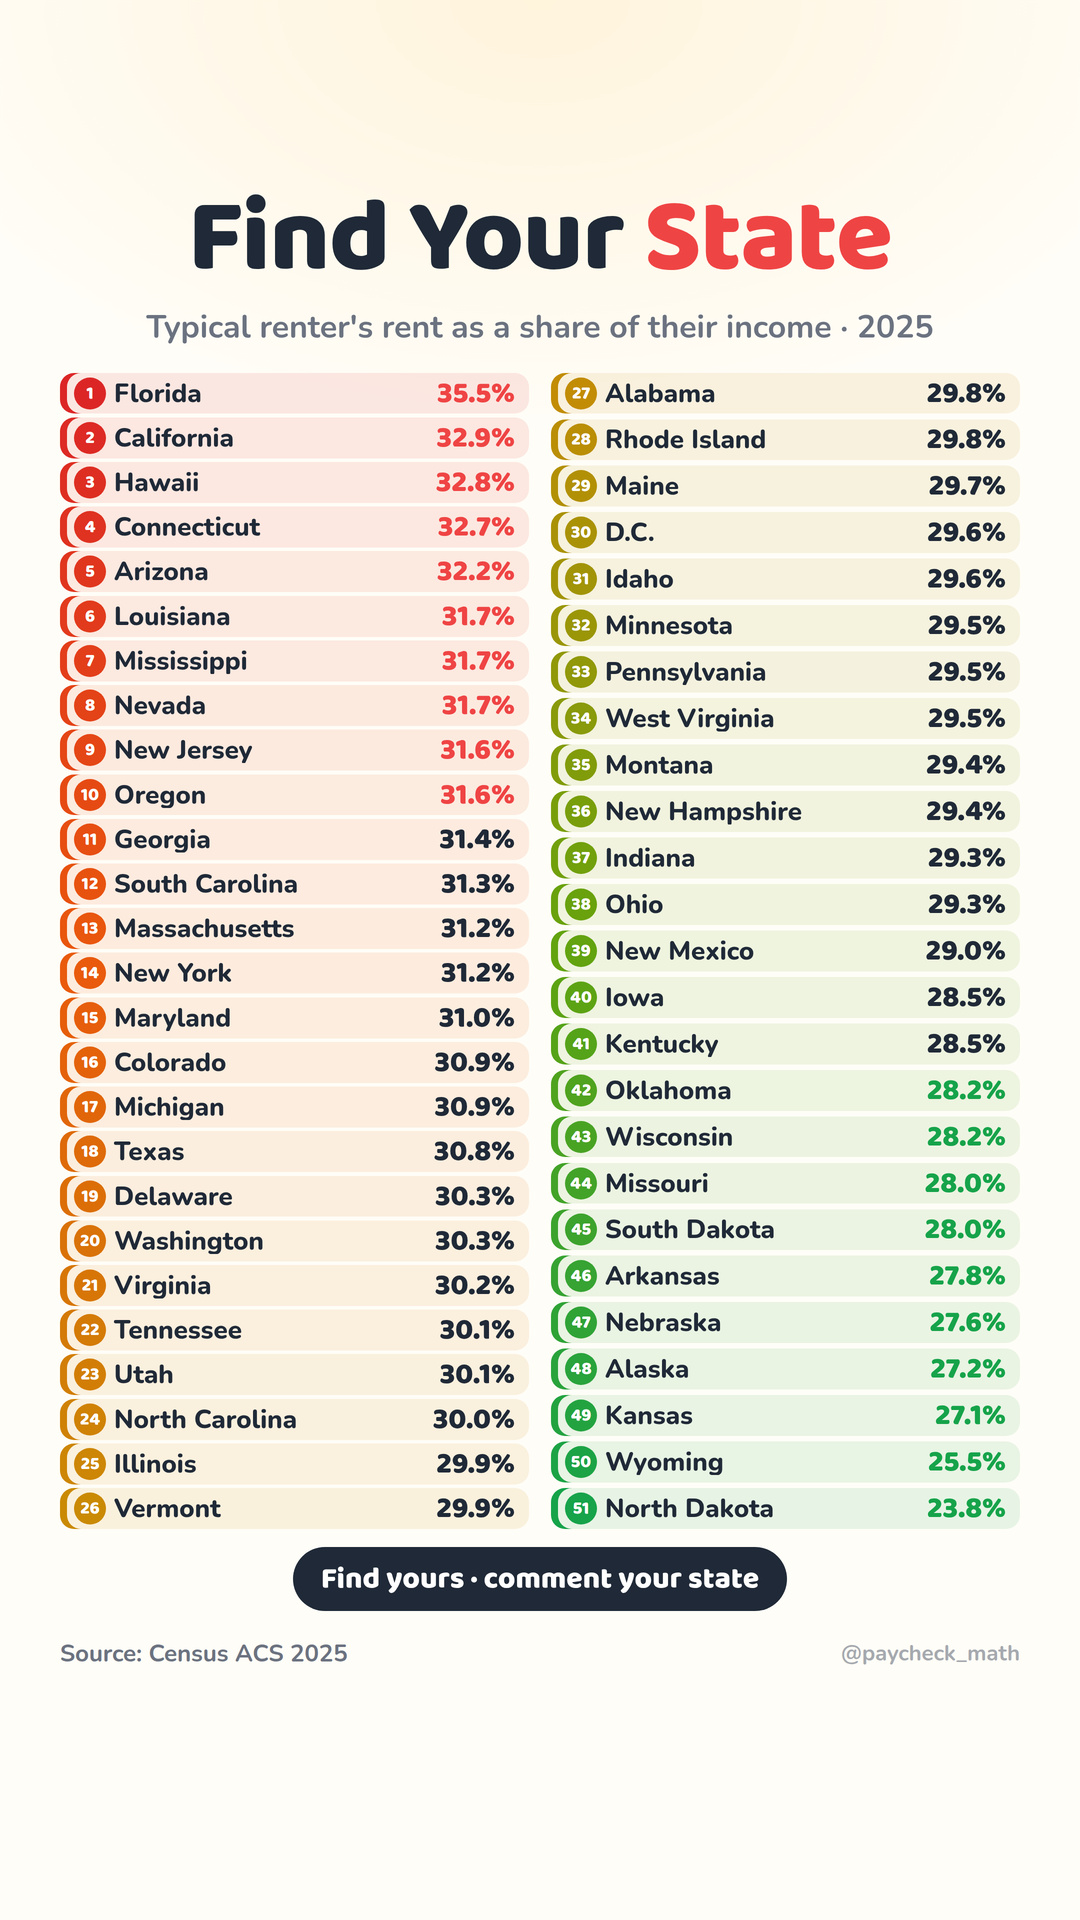 Find Your State
Typical renter's rent as a share of their income · 2025
1 Florida 35.5%
2 California 32.9%
3 Hawaii 32.8%
4 Connecticut 32.7%
5 Arizona 32.2%
6 Louisiana 31.7%
7 Mississippi 31.7%
8 Nevada 31.7%
9 New Jersey 31.6%
10 Oregon 31.6%
11 Georgia 31.4%
12 South Carolina 31.3%
13 Massachusetts 31.2%
14 New York 31.2%
15 Maryland 31.0%
16 Colorado 30.9%
17 Michigan 30.9%
18 Texas 30.8%
19 Delaware 30.3%
20 Washington 30.3%
21 Virginia 30.2%
22 Tennessee 30.1%
23 Utah 30.1%
24 North Carolina 30.0%
25 Illinois 29.9%
26 Vermont 29.9%
27 Alabama 29.8%
28 Rhode Island 29.8%
29 Maine 29.7%
30 D.C. 29.6%
31 Idaho 29.6%
32 Minnesota 29.5%
33 Pennsylvania 29.5%
34 West Virginia 29.5%
35 Montana 29.4%
36 New Hampshire 29.4%
37 Indiana 29.3%
38 Ohio 29.3%
39 New Mexico 29.0%
40 Iowa 28.5%
41 Kentucky 28.5%
42 Oklahoma 28.2%
43 Wisconsin 28.2%
44 Missouri 28.0%
45 South Dakota 28.0%
46 Arkansas 27.8%
47 Nebraska 27.6%
48 Alaska 27.2%
49 Kansas 27.1%
50 Wyoming 25.5%
51 North Dakota 23.8%
Find yours · comment your state
Source: Census ACS 2025
@paycheck_math